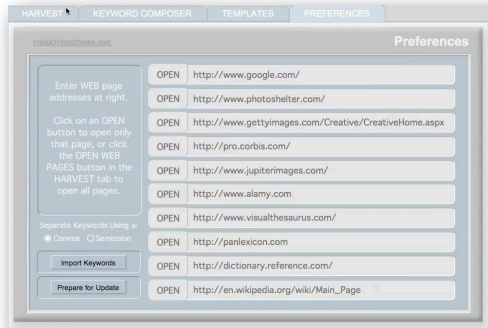 HARVEST KEYWORD COMPOSER TEMPLATES PREFERENCES
cradocfotosoftware.com Preferences
Enter WEB page
addresses at right.
Click on an OPEN
button to open only
that page, or click
the OPEN WEB
PAGES button in the
HARVEST tab to
open all pages.
Separate Keywords Using a:
Comma Semicolon
Import Keywords
Prepare for Update
OPEN http://www.google.com/
OPEN http://www.photoshelter.com/
OPEN http://www.gettyimages.com/Creative/CreativeHome.aspx
OPEN http://pro.corbis.com/
OPEN http://www.jupiterimages.com/
OPEN http://www.alamy.com
OPEN http://www.visualthesaurus.com/
OPEN http://panlexicon.com
OPEN http://dictionary.reference.com/
OPEN http://en.wikipedia.org/wiki/Main_Page